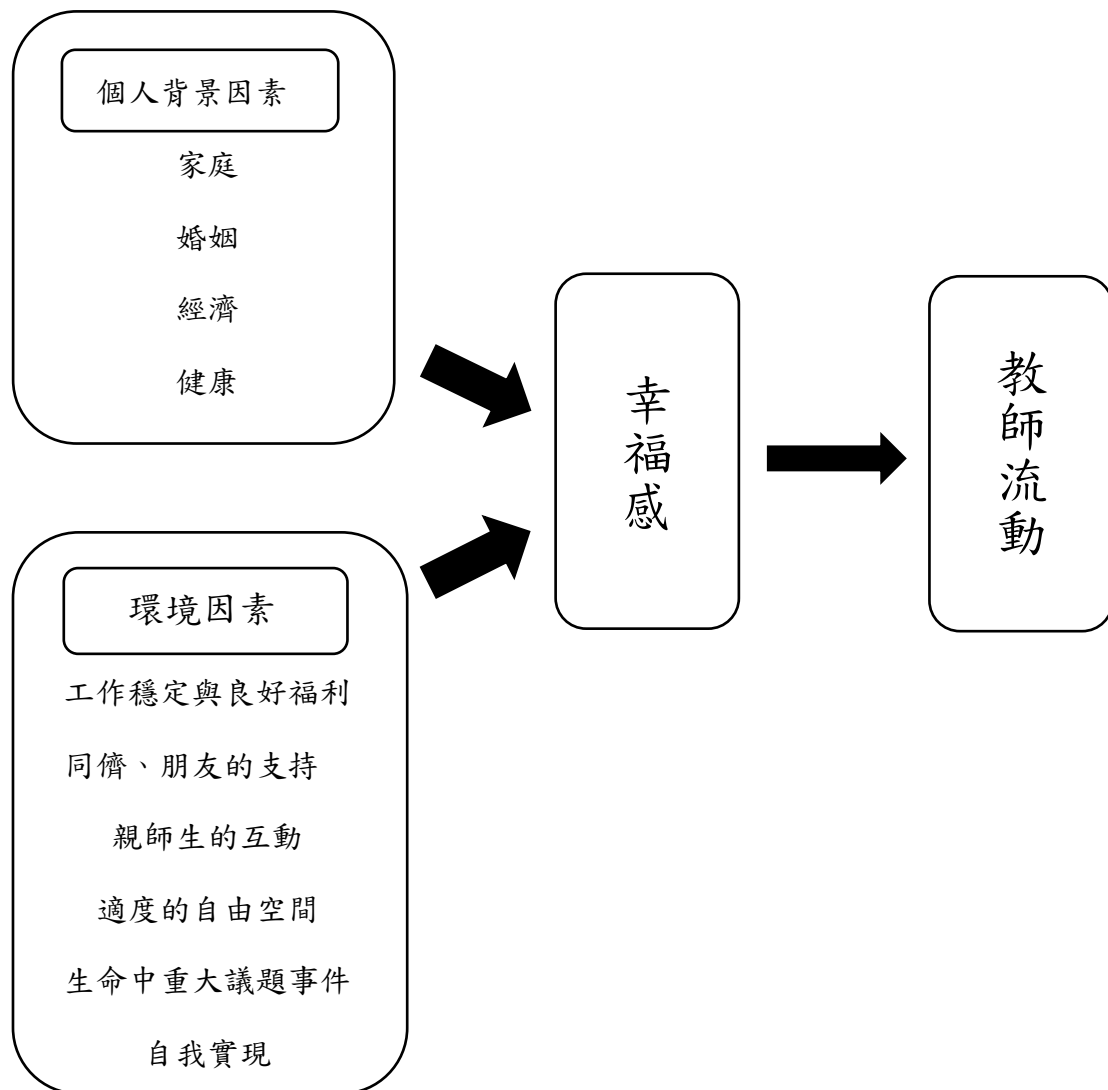 個人背景因素
家庭
婚姻
經濟
健康
環境因素
工作穩定與良好福利
同儕、朋友的支持
親師生的互動
適度的自由空間
生命中重大議題事件
自我實現
幸福感
教師流動